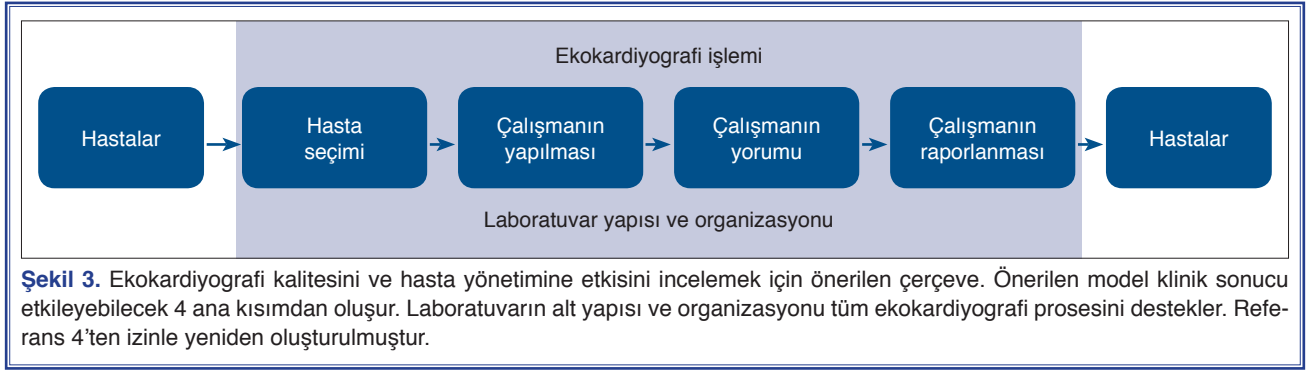 Ekokardiyografi işlemi
Hastalar
Hasta
seçimi
Çalışmanın
yapılması
Çalışmanın
yorumu
Çalışmanın
raporlanması
Hastalar
Laboratuvar yapısı ve organizasyonu
Şekil 3. Ekokardiyografi kalitesini ve hasta yönetimine etkisini incelemek için önerilen çerçeve. Önerilen model klinik sonucu
etkileyebilecek 4 ana kısımdan oluşur. Laboratuvarın alt yapısı ve organizasyonu tüm ekokardiyografi prosesini destekler. Refe-
rans 4’ten izinle yeniden oluşturulmuştur.